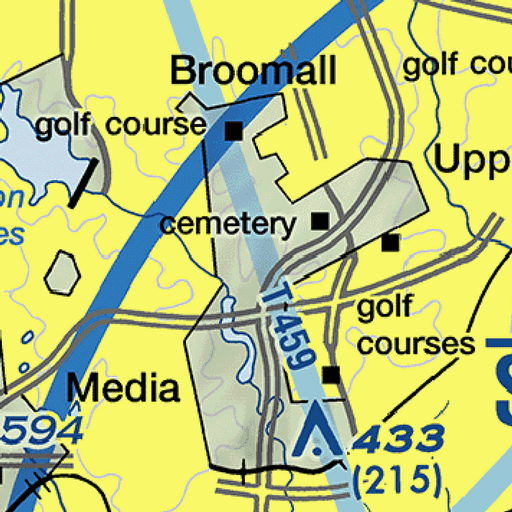 Broomall
golf cou
golf course
Upp
on
es
cemetery
T-459
golf
courses
Media
594
433
(215)
S